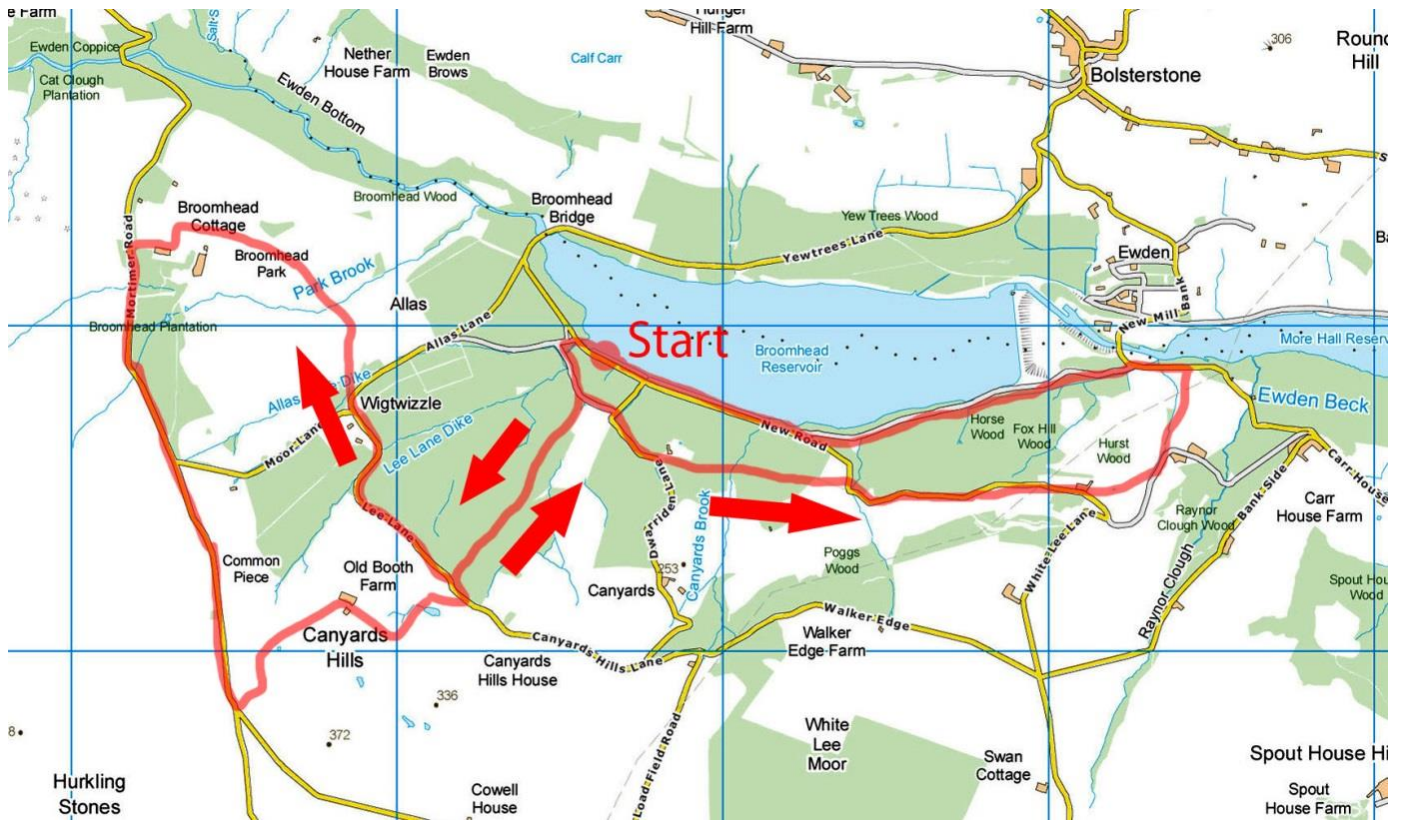 e Farm
Salt S
Hunger
Hill Farm
306
Round
Hill
Ewden Coppice
Nether
House Farm
Ewden
Brows
Calf Carr
Bolsterstone
Cat Clough
Plantation
Ewden Bottom
Broomhead Wood
Broomhead
Bridge
Yew Trees Wood
Mortimer Road
Broomhead
Cottage
Broomhead
Park
Yewtrees Lane
Ewden
Park Brook
Allas
New Mill Bank
Broomhead Plantation
Allas Lane
Start
Broomhead
Reservoir
More Hall Reserv
Dike
Wigtwizzle
Ewden Beck
Moor Lane
Lee Lane Dike
New Road
Horse
Wood
Fox Hill
Wood
Hurst
Wood
Carr House
Dwarriden Lane
Bank Side
Carr
House Farm
Lee Lane
Canyards Brook
White Lee Lane
Raynor
Clough Wood
Common
Piece
Old Booth
Farm
253
Canyards
Poggs
Wood
Raynor Clough
Spout Hou
Wood
Canyards
Hills
Walker Edge
Walker
Edge Farm
Canyards Hills Lane
Canyards
Hills House
336
372
8
White
Lee
Moor
Load Field Road
Swan
Cottage
Spout House Hi
Hurkling
Stones
Cowell
House
Spout
House Farm